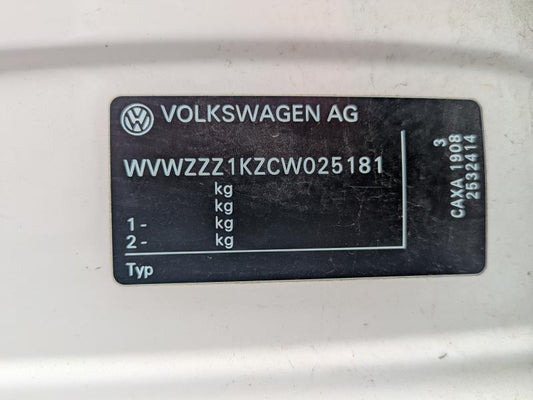 VOLKSWAGEN AG
WVWZZZ1KZCW025181
kg
kg
1- kg
2- kg
Typ
3
CAXA 1908
2532414